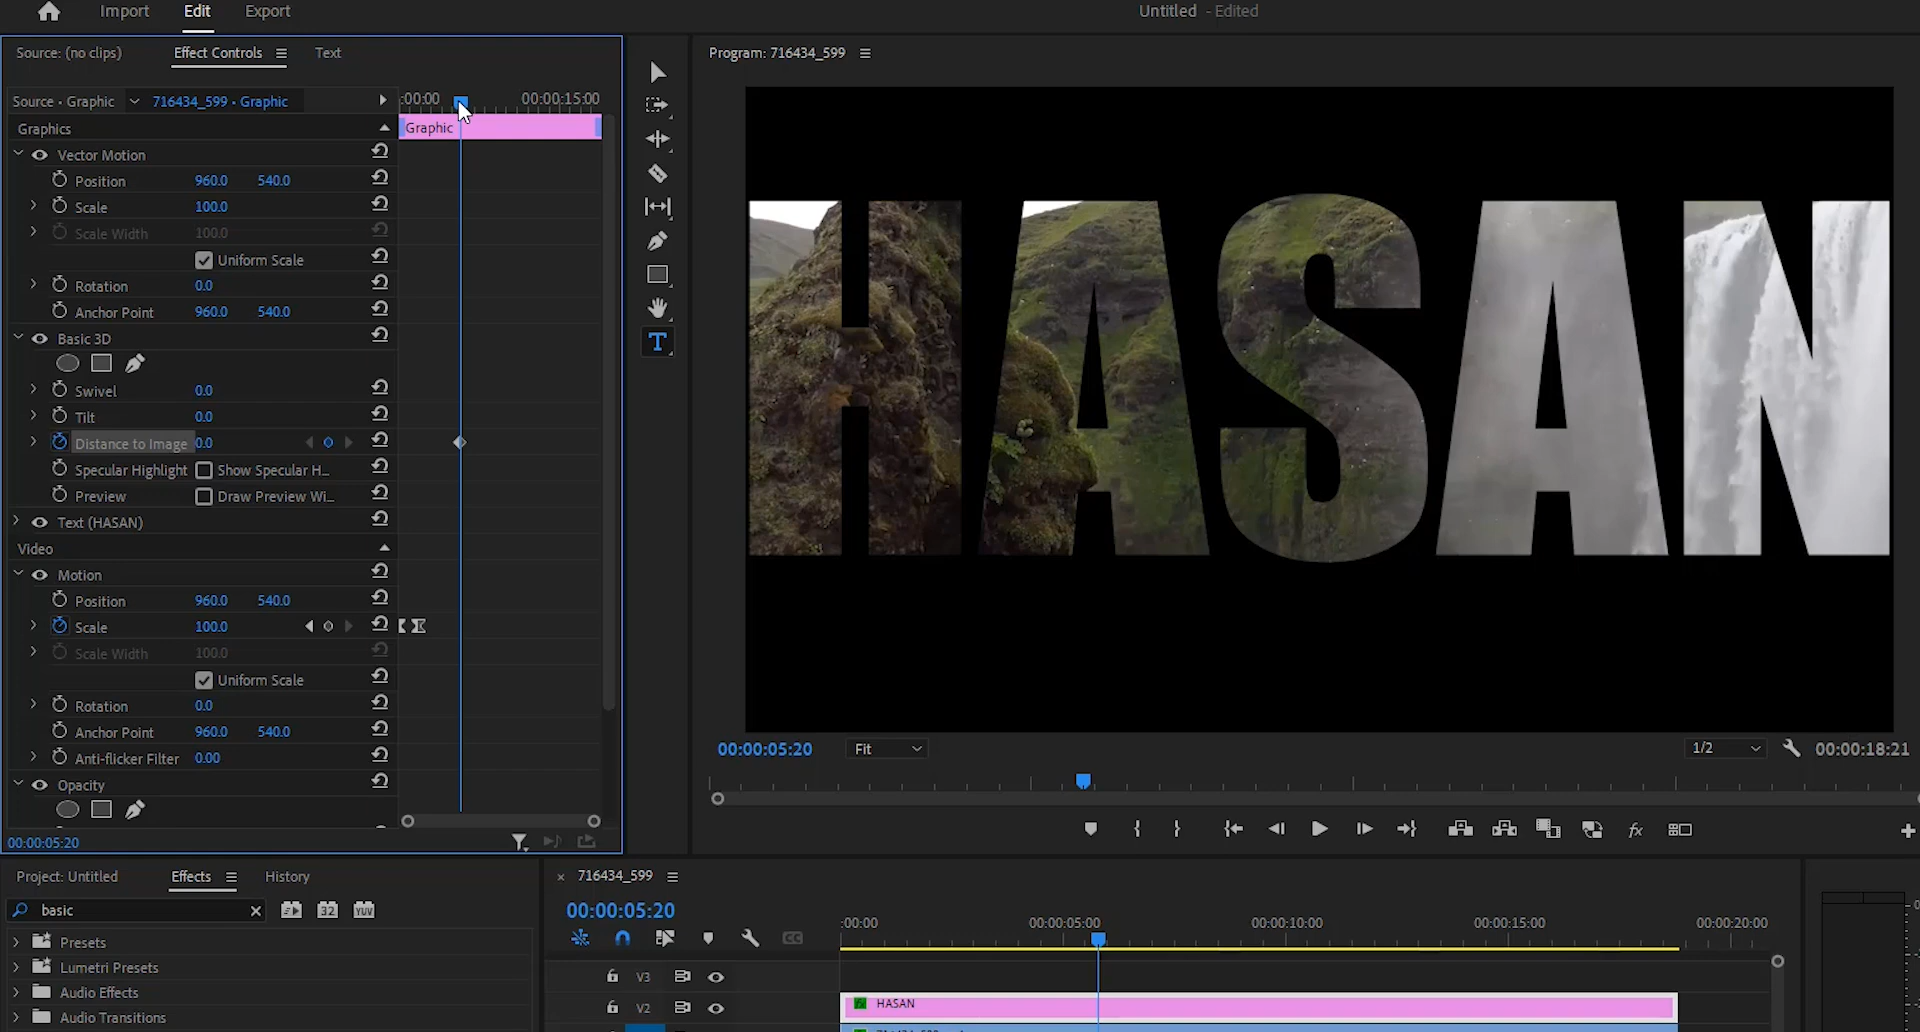 Import Edit Export
Untitled - Edited
Source: (no clips) Effect Controls Text
Program: 716434_599
Source · Graphic 716434_599 · Graphic
:00:00 00:00:15:00
Graphics
Graphic
Vector Motion
Position 960.0 540.0
Scale 100.0
Scale Width 100.0
Uniform Scale
Rotation 0.0
Anchor Point 960.0 540.0
Basic 3D
Swivel 0.0
Tilt 0.0
Distance to Image 0.0
Specular Highlight Show Specular H...
Preview Draw Preview Wi...
Text (HASAN)
Video
Motion
Position 960.0 540.0
Scale 100.0
Scale Width 100.0
Uniform Scale
Rotation 0.0
Anchor Point 960.0 540.0
Anti-flicker Filter 0.00
Opacity
00:00:05:20
T
HASAN
00:00:05:20 Fit 1/2 00:00:18:21
fx
Project: Untitled Effects History
basic
32 YUV
Presets
Lumetri Presets
Audio Effects
Audio Transitions
× 716434_599
00:00:05:20
CC
:00:00 00:00:05:00 00:00:10:00 00:00:15:00 00:00:20:00
V3
V2
HASAN